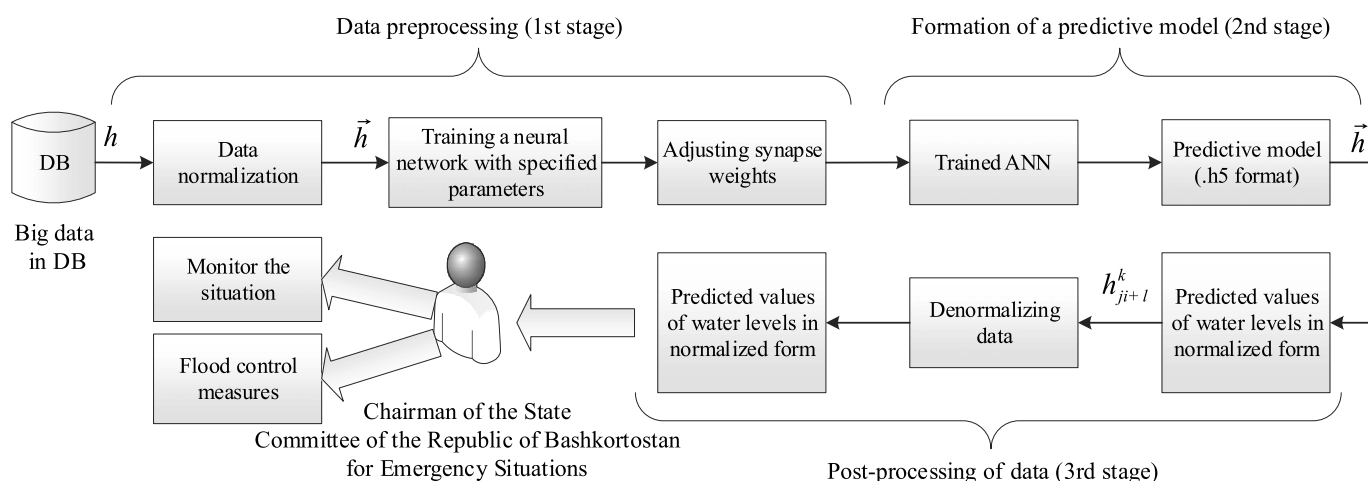 Data preprocessing (1st stage)
Formation of a predictive model (2nd stage)
DB
h
Data
normalization
h⃗
Training a neural
network with specified
parameters
Adjusting synapse
weights
Trained ANN
Predictive model
(.h5 format)
h⃗
Big data
in DB
Monitor the
situation
Flood control
measures
Chairman of the State
Committee of the Republic of Bashkortostan
for Emergency Situations
Predicted values
of water levels in
normalized form
Denormalizing
data
h^k_{ji+l}
Predicted values
of water levels in
normalized form
Post-processing of data (3rd stage)